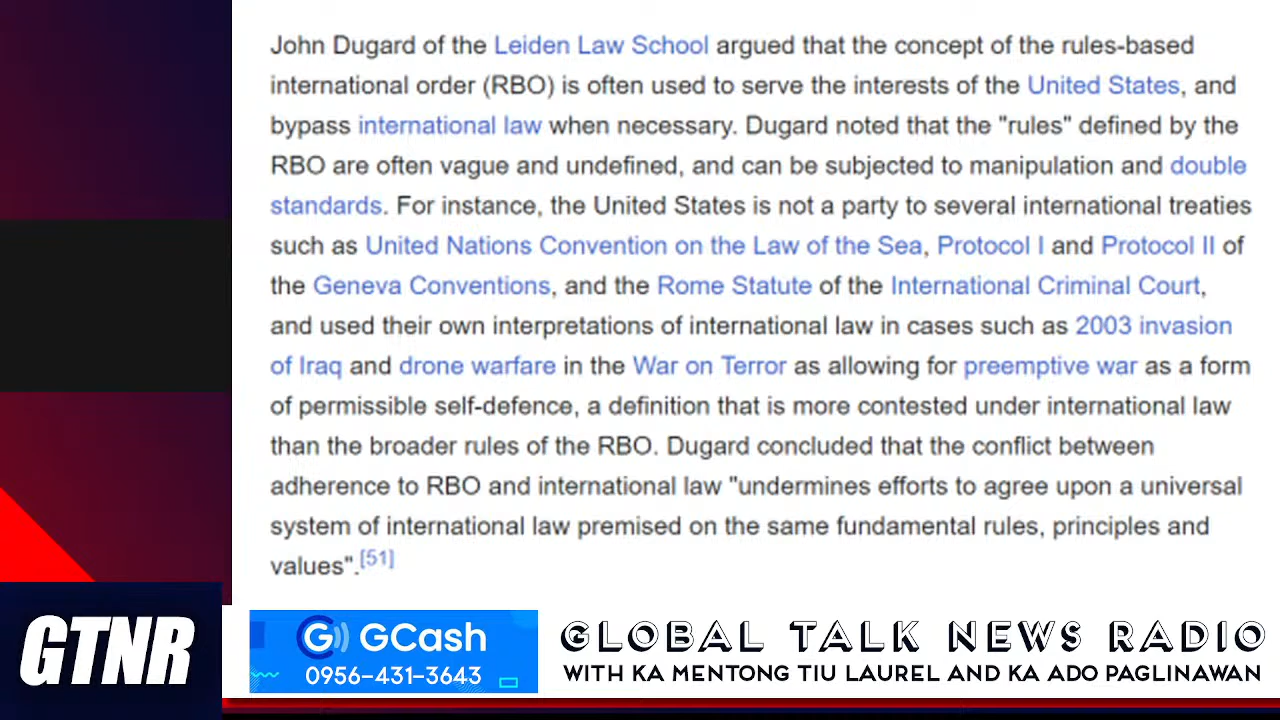 John Dugard of the Leiden Law School argued that the concept of the rules-based
international order (RBO) is often used to serve the interests of the United States, and
bypass international law when necessary. Dugard noted that the "rules" defined by the
RBO are often vague and undefined, and can be subjected to manipulation and double
standards. For instance, the United States is not a party to several international treaties
such as United Nations Convention on the Law of the Sea, Protocol I and Protocol II of
the Geneva Conventions, and the Rome Statute of the International Criminal Court,
and used their own interpretations of international law in cases such as 2003 invasion
of Iraq and drone warfare in the War on Terror as allowing for preemptive war as a form
of permissible self-defence, a definition that is more contested under international law
than the broader rules of the RBO. Dugard concluded that the conflict between
adherence to RBO and international law "undermines efforts to agree upon a universal
system of international law premised on the same fundamental rules, principles and
values".[51]
GTNR
GCash
0956-431-3643
GLOBAL TALK NEWS RADIO
WITH KA MENTONG TIU LAUREL AND KA ADO PAGLINAWAN